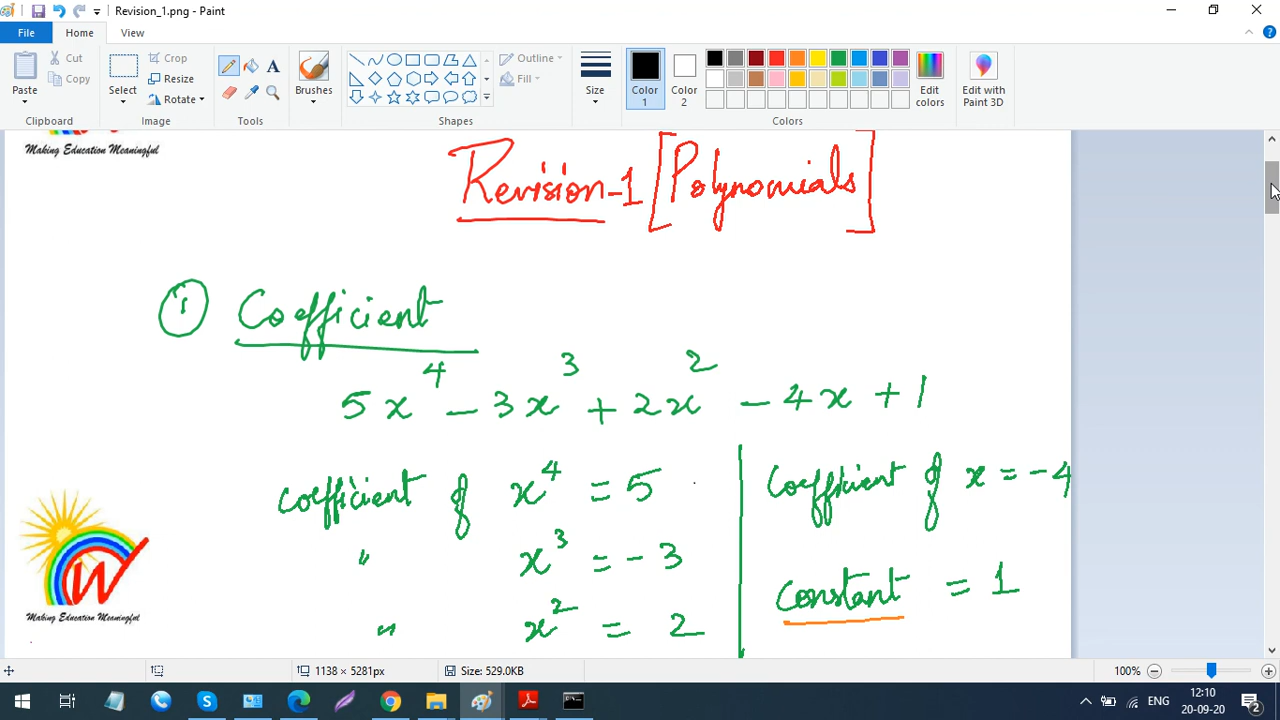 Revision_1.png - Paint
File Home View
Paste
Cut
Copy
Clipboard
Select
Crop
Resize
Rotate
Image
A
Tools
Brushes
Outline
Fill
Shapes
Size
Color 1
Color 2
Edit colors
Edit with Paint 3D
Colors
Making Education Meaningful
Revision-1 [Polynomials]
① Coefficient
5x⁴ - 3x³ + 2x² - 4x + 1
coefficient of x⁴ = 5
" x³ = - 3
" x² = 2
Coefficient of x = -4
Constant = 1
W
Making Education Meaningful
1138 × 5281px
Size: 529.0KB
100%
ENG
12:10
20-09-20
2